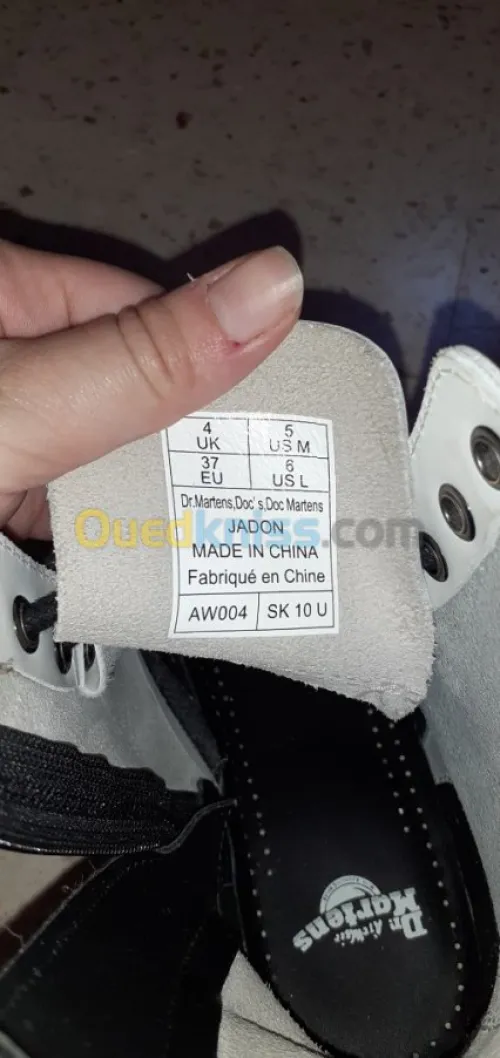 4 UK 5 US M
37 EU 6 US L
Dr.Martens,Doc's,Doc Martens
JADON
MADE IN CHINA
Fabriqué en Chine
AW004 SK 10 U
Ouedkniss.com
Dr. Martens
AirWair